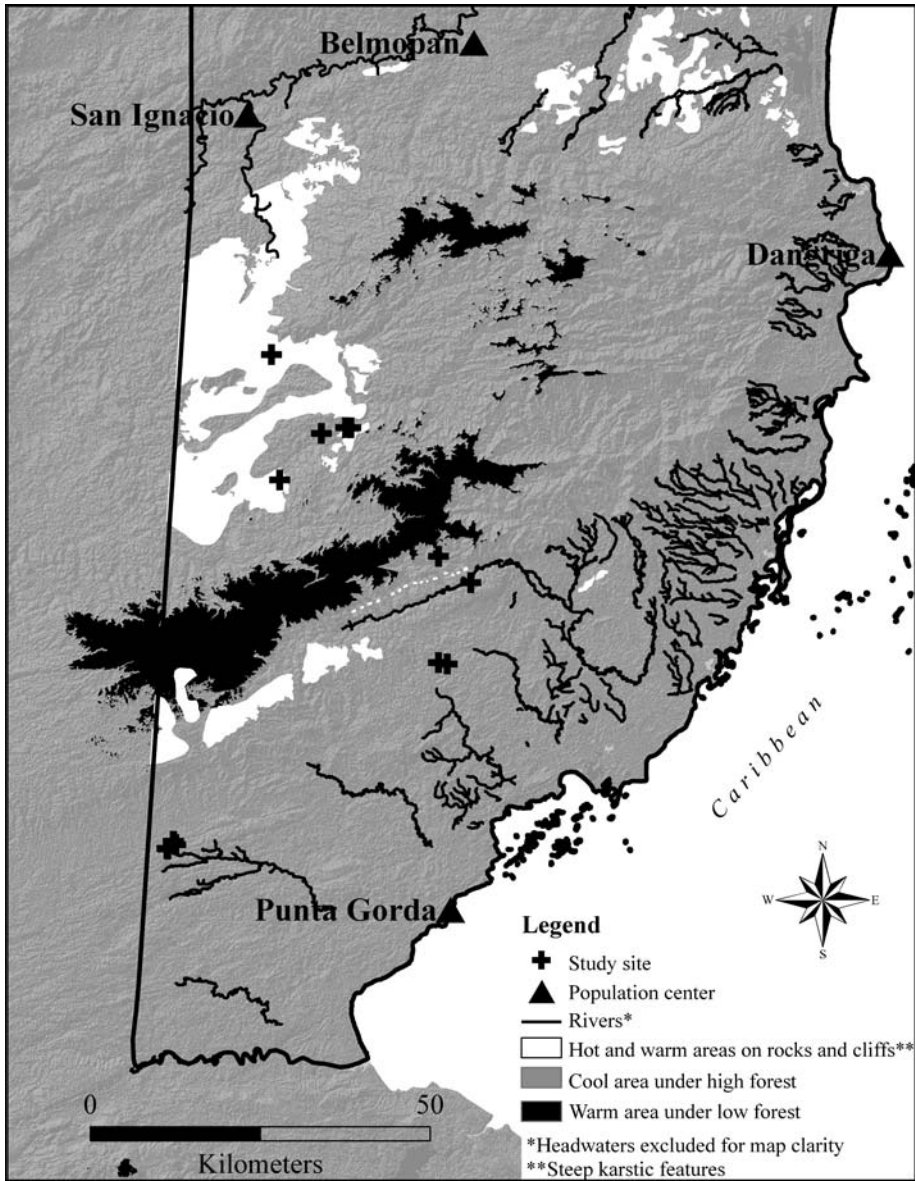 Belmopan
San Ignacio
Dangriga
Caribbean
N
W E
S
Punta Gorda
Legend
Study site
Population center
Rivers*
Hot and warm areas on rocks and cliffs**
Cool area under high forest
Warm area under low forest
*Headwaters excluded for map clarity
**Steep karstic features
0 50
Kilometers